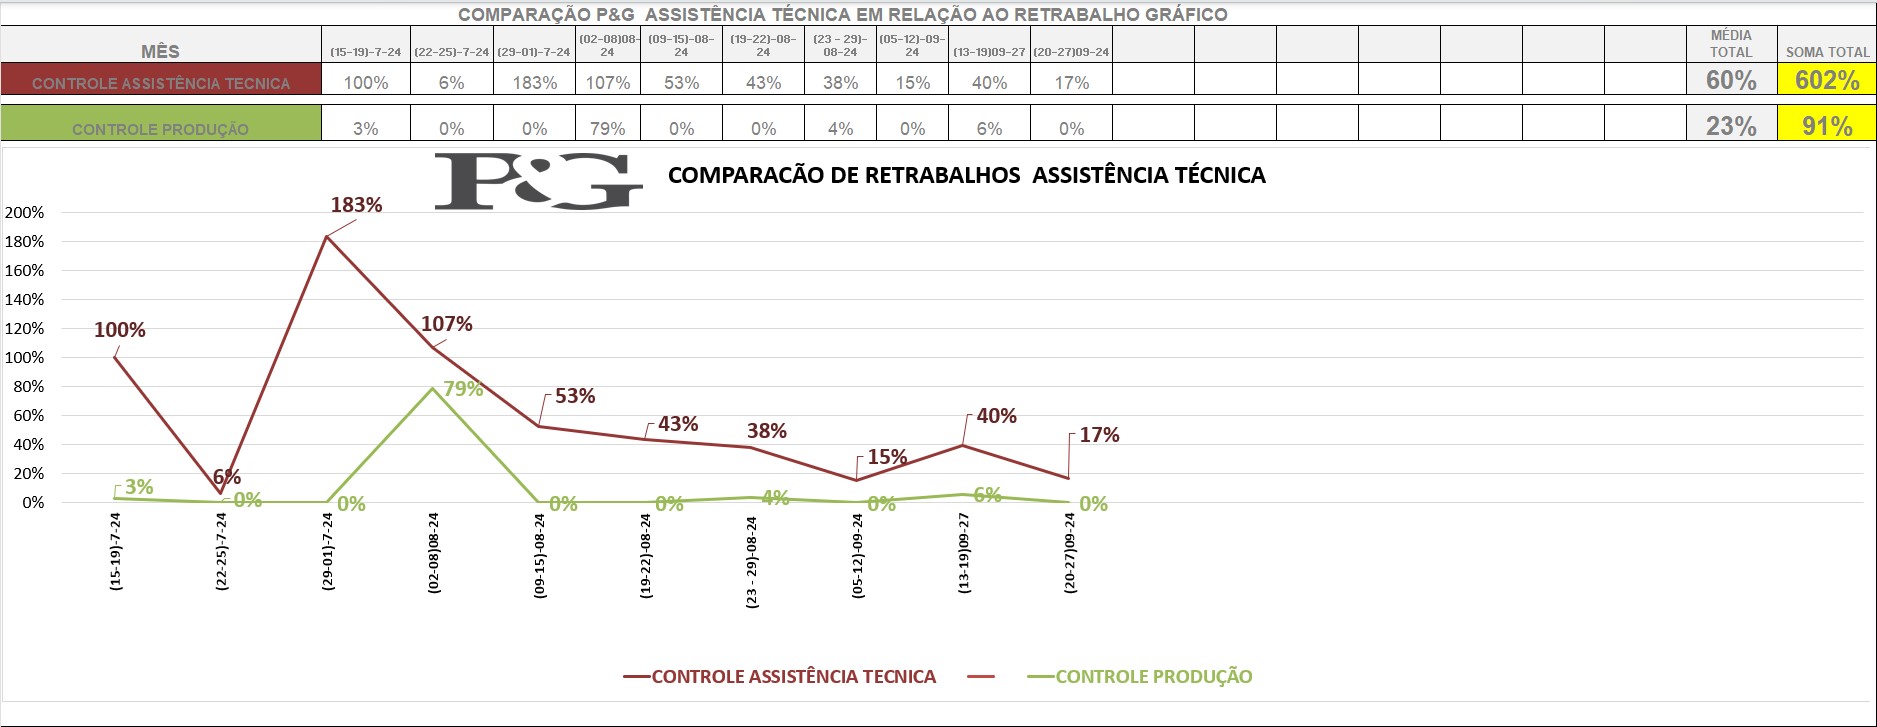 COMPARAÇÃO P&G ASSISTÊNCIA TÉCNICA EM RELAÇÃO AO RETRABALHO GRÁFICO
MÊS (15-19)-7-24 (22-25)-7-24 (29-01)-7-24 (02-08)08-24 (09-15)-08-24 (19-22)-08-24 (23 - 29)-08-24 (05-12)-09-24 (13-19)09-27 (20-27)09-24 MÉDIA TOTAL SOMA TOTAL
CONTROLE ASSISTÊNCIA TECNICA 100% 6% 183% 107% 53% 43% 38% 15% 40% 17% 60% 602%
CONTROLE PRODUÇÃO 3% 0% 0% 79% 0% 0% 4% 0% 6% 0% 23% 91%
P&G COMPARACÃO DE RETRABALHOS ASSISTÊNCIA TÉCNICA
200%
180%
160%
140%
120%
100%
80%
60%
40%
20%
0%
100% 6% 183% 107% 53% 43% 38% 15% 40% 17%
3% 0% 0% 79% 0% 0% 4% 0% 6% 0%
(15-19)-7-24
(22-25)-7-24
(29-01)-7-24
(02-08)08-24
(09-15)-08-24
(19-22)-08-24
(23 - 29)-08-24
(05-12)-09-24
(13-19)09-27
(20-27)09-24
CONTROLE ASSISTÊNCIA TECNICA CONTROLE PRODUÇÃO